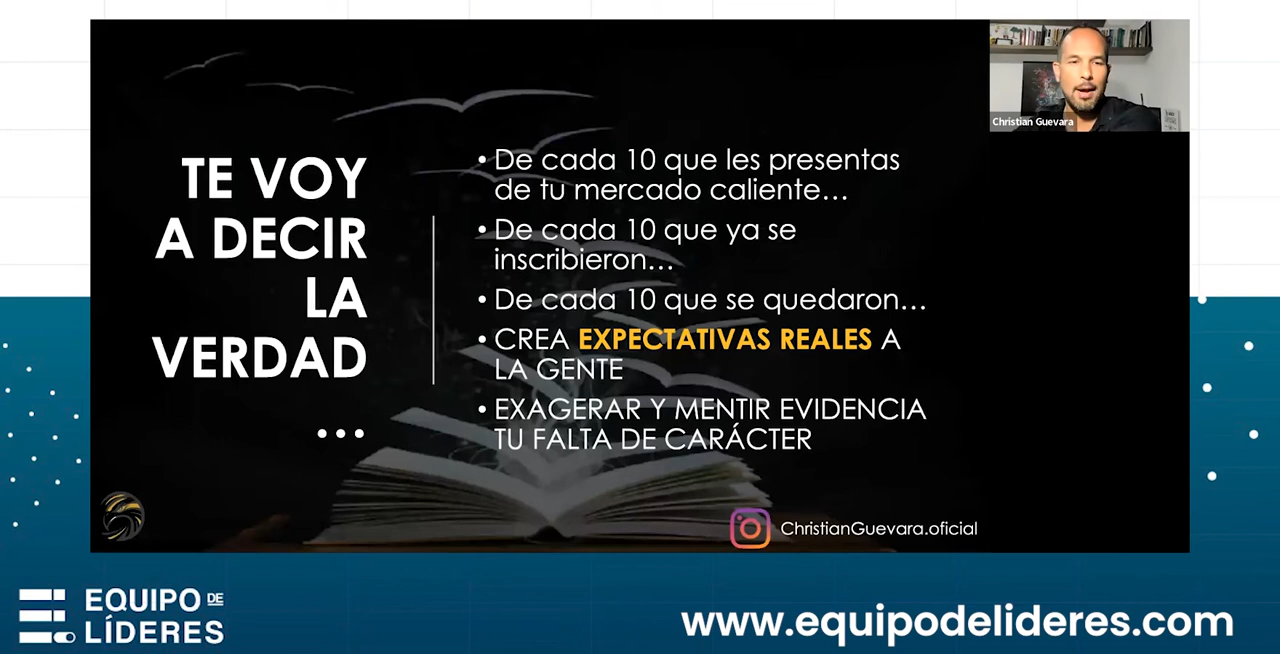 Christian Guevara
TE VOY
A DECIR
LA
VERDAD
...
• De cada 10 que les presentas
de tu mercado caliente...
• De cada 10 que ya se
inscribieron...
• De cada 10 que se quedaron...
• CREA EXPECTATIVAS REALES A
LA GENTE
• EXAGERAR Y MENTIR EVIDENCIA
TU FALTA DE CARÁCTER
ChristianGuevara.oficial
EQUIPO DE
LÍDERES
www.equipodelideres.com